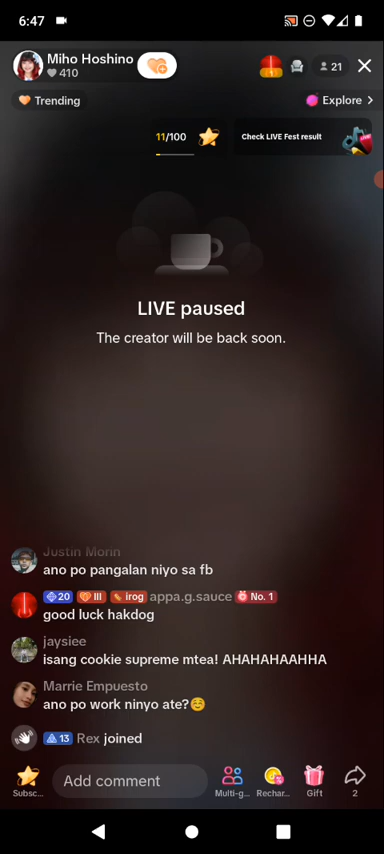 6:47
Miho Hoshino
410
21
Trending
Explore
11/100
Check LIVE Fest result
LIVE paused
The creator will be back soon.
Justin Morin
ano po pangalan niyo sa fb
20 III irog appa.g.sauce No. 1
good luck hakdog
jaysiee
isang cookie supreme mtea! AHAHAHAAHHA
Marrie Empuesto
ano po work ninyo ate?☺️
13 Rex joined
Add comment
Subsc...
Multi-g...
Rechar...
Gift
2